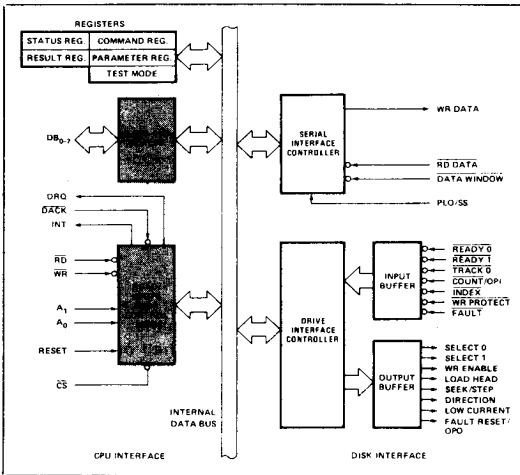 REGISTERS
STATUS REG. COMMAND REG.
RESULT REG. PARAMETER REG.
TEST MODE
DB0-7
DRQ
DACK
INT
RD
WR
A1
A0
RESET
CS
INTERNAL
DATA BUS
CPU INTERFACE
SERIAL
INTERFACE
CONTROLLER
WR DATA
RD DATA
DATA WINDOW
PLO/SS
DRIVE
INTERFACE
CONTROLLER
INPUT
BUFFER
READY 0
READY 1
TRACK 0
COUNT/OPI
INDEX
WR PROTECT
FAULT
OUTPUT
BUFFER
SELECT 0
SELECT 1
WR ENABLE
LOAD HEAD
SEEK/STEP
DIRECTION
LOW CURRENT
FAULT RESET/
OPO
DISK INTERFACE